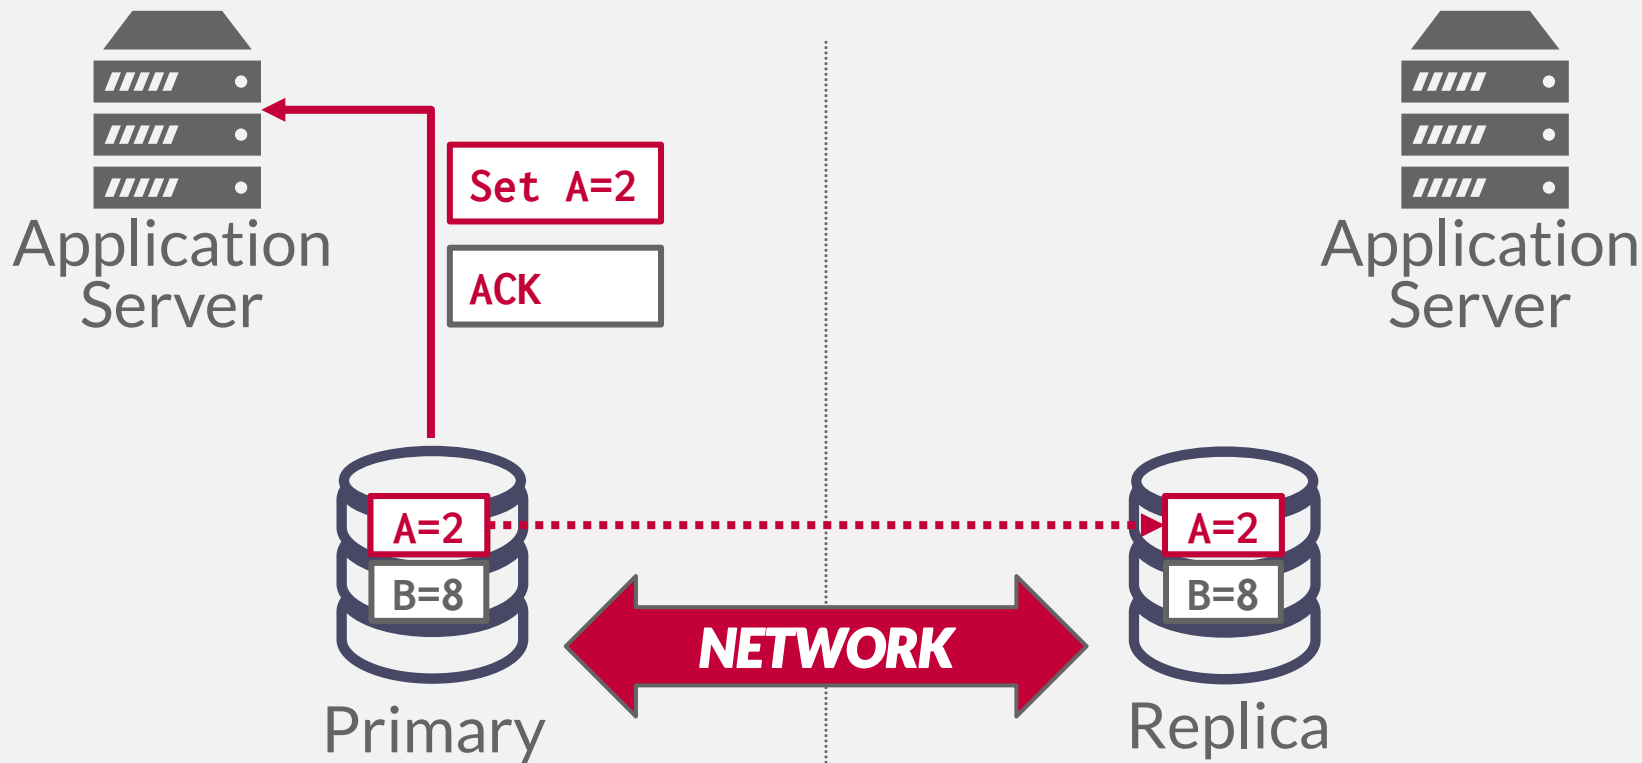 Set A=2
ACK
Application
Server
Application
Server
A=2
B=8
A=2
B=8
NETWORK
Primary
Replica